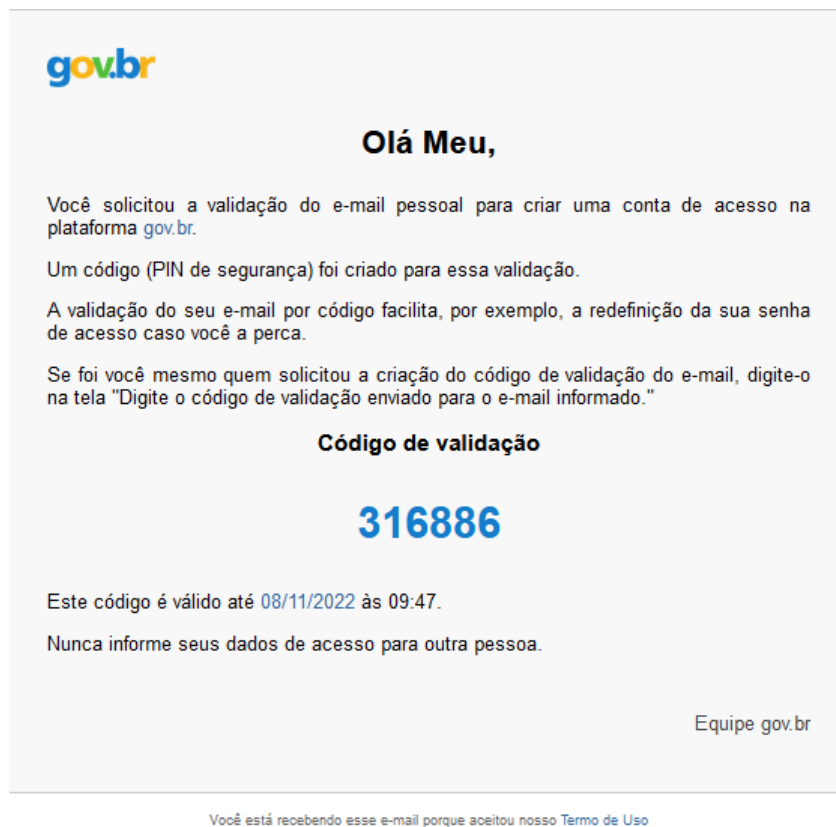 gov.br
Olá Meu,
Você solicitou a validação do e-mail pessoal para criar uma conta de acesso na
plataforma gov.br.
Um código (PIN de segurança) foi criado para essa validação.
A validação do seu e-mail por código facilita, por exemplo, a redefinição da sua senha
de acesso caso você a perca.
Se foi você mesmo quem solicitou a criação do código de validação do e-mail, digite-o
na tela "Digite o código de validação enviado para o e-mail informado."
Código de validação
316886
Este código é válido até 08/11/2022 às 09:47.
Nunca informe seus dados de acesso para outra pessoa.
Equipe gov.br
Você está recebendo esse e-mail porque aceitou nosso Termo de Uso